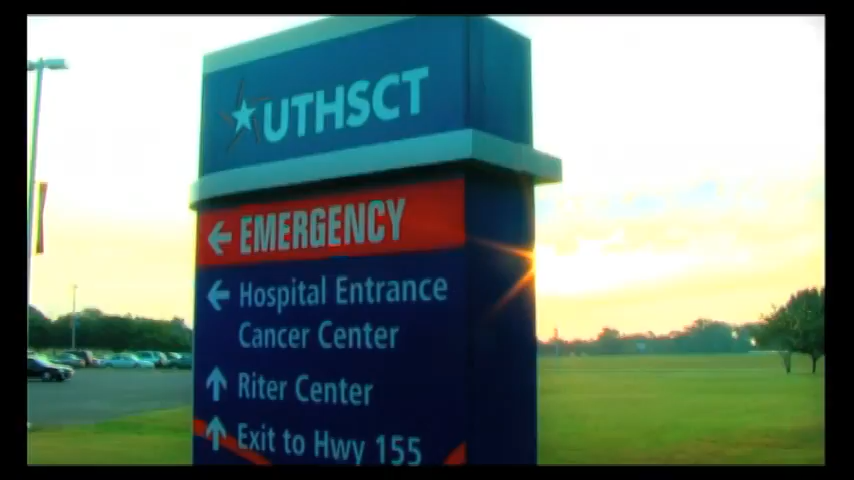 UTHSCT
← EMERGENCY
← Hospital Entrance
Cancer Center
↑ Riter Center
↑ Exit to Hwy 155